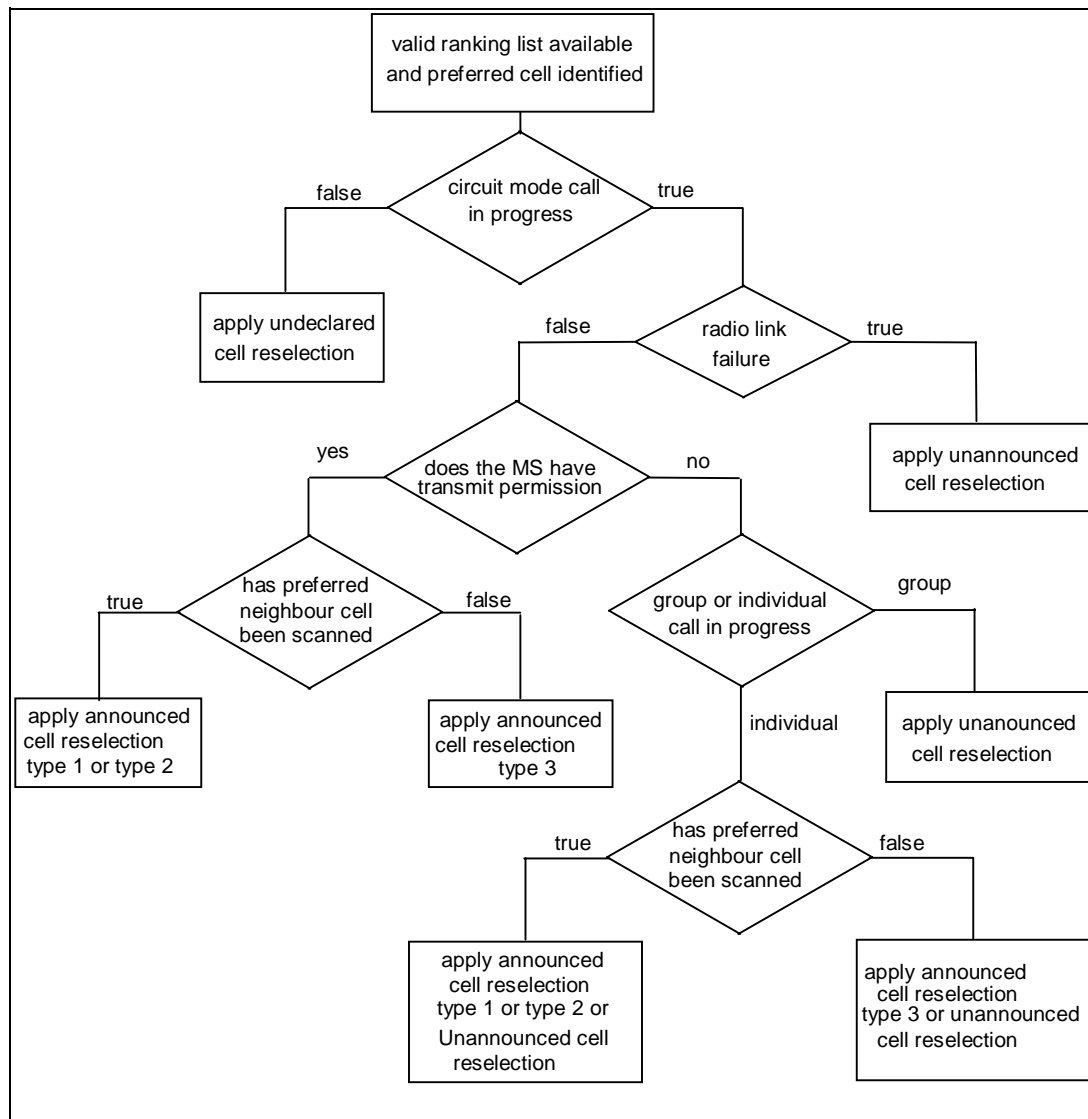 valid ranking list available
and preferred cell identified
false
circuit mode call
in progress
true
apply undeclared
cell reselection
false
radio link
failure
true
apply unannounced
cell reselection
yes
does the MS have
transmit permission
no
true
has preferred
neighbour cell
been scanned
false
group or individual
call in progress
group
apply announced
cell reselection
type 1 or type 2
apply announced
cell reselection
type 3
individual
apply unanounced
cell reselection
true
has preferred
neighbour cell
been scanned
false
apply announced
cell reselection
type 1 or type 2 or
Unannounced cell
reselection
apply announced
cell reselection
type 3 or unannounced
cell reselection